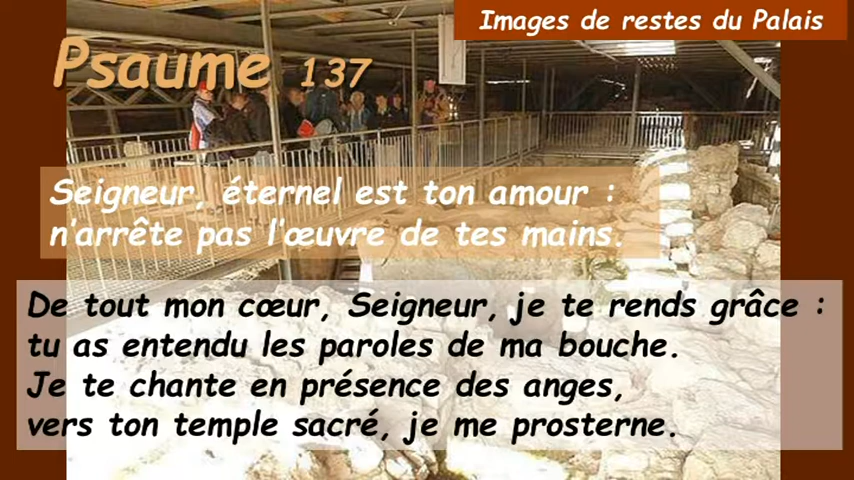 Images de restes du Palais
Psaume 137
Seigneur, éternel est ton amour :
n'arrête pas l'œuvre de tes mains.
De tout mon cœur, Seigneur, je te rends grâce :
tu as entendu les paroles de ma bouche.
Je te chante en présence des anges,
vers ton temple sacré, je me prosterne.